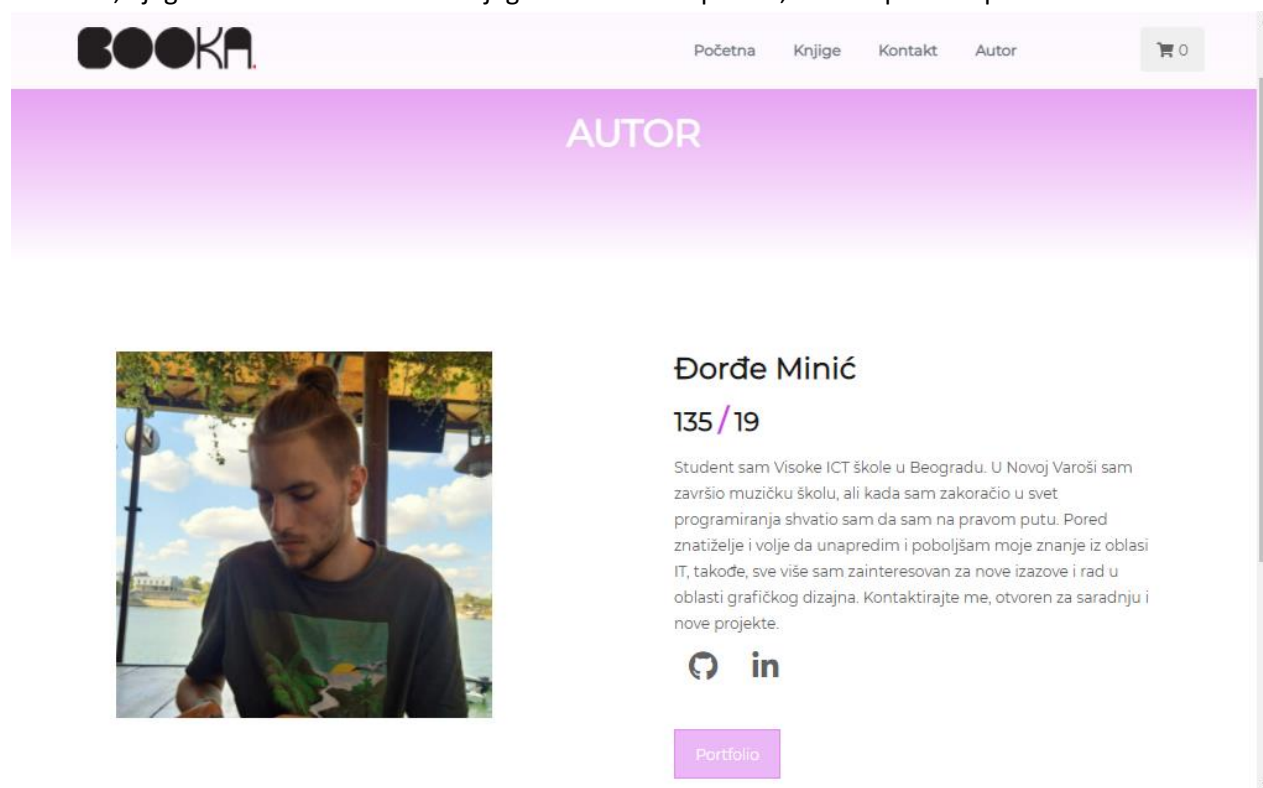 BOOKA.
Početna Knjige Kontakt Autor 0
AUTOR
Đorđe Minić
135 / 19
Student sam Visoke ICT škole u Beogradu. U Novoj Varoši sam
završio muzičku školu, ali kada sam zakoračio u svet
programiranja shvatio sam da sam na pravom putu. Pored
znatiželje i volje da unapredim i poboljšam moje znanje iz oblasi
IT, takođe, sve više sam zainteresovan za nove izazove i rad u
oblasti grafičkog dizajna. Kontaktirajte me, otvoren za saradnju i
nove projekte.
in
Portfolio